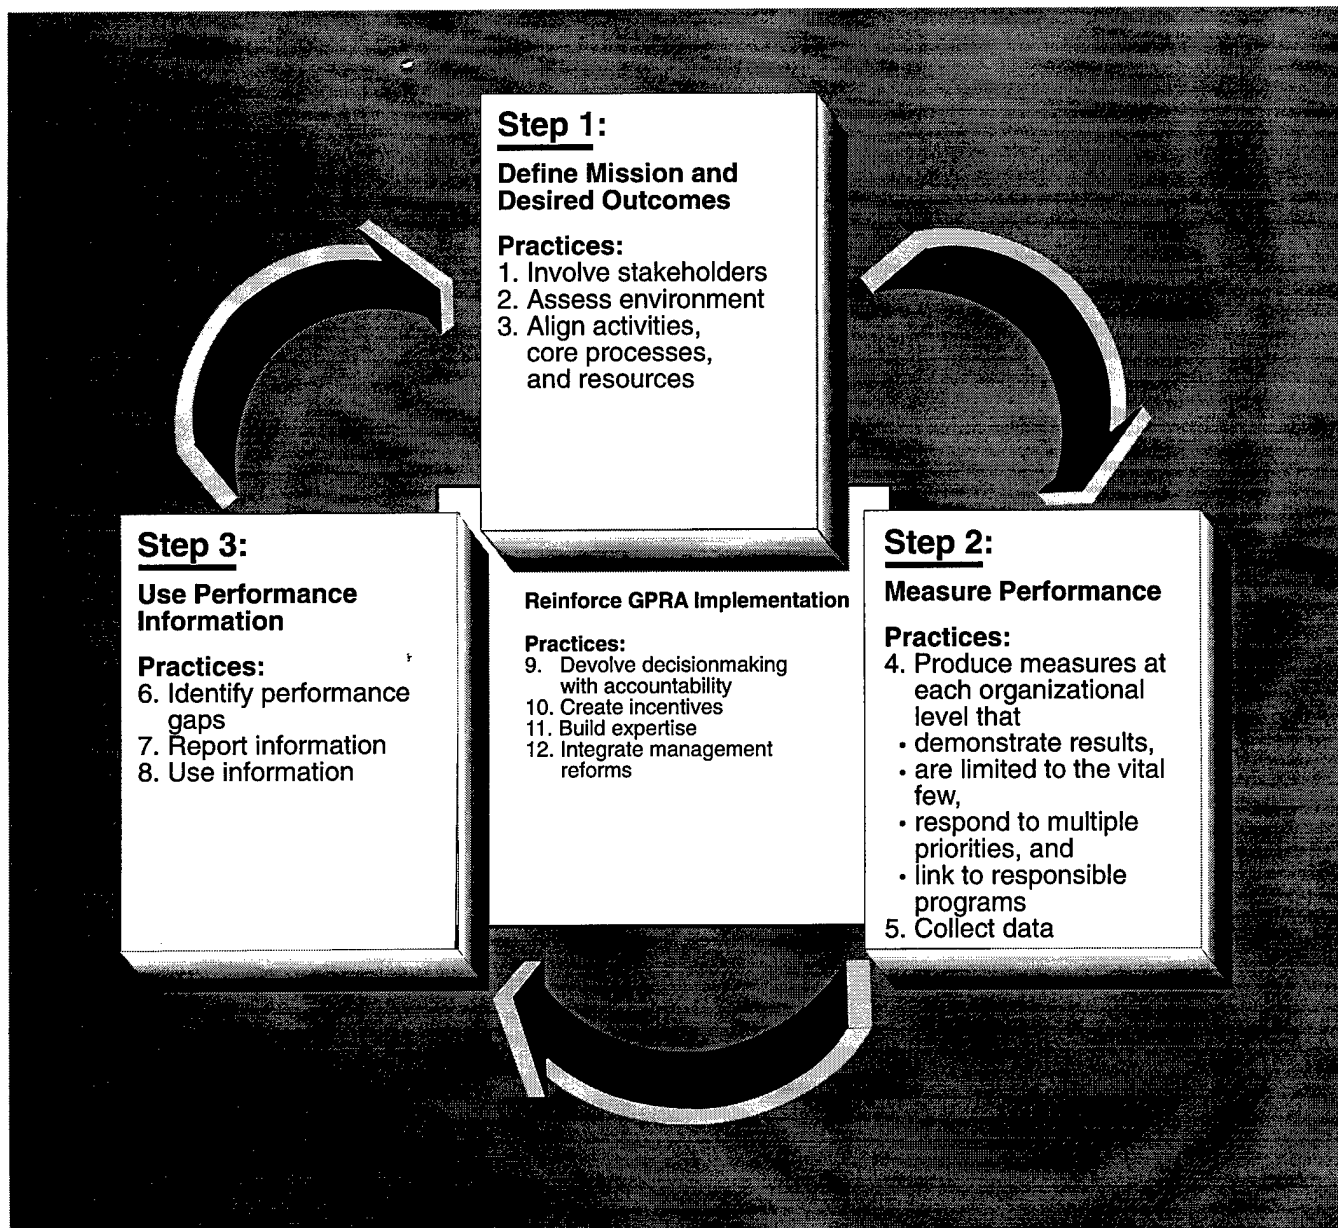 Step 1:
Define Mission and
Desired Outcomes
Practices:
1. Involve stakeholders
2. Assess environment
3. Align activities,
core processes,
and resources
Step 2:
Measure Performance
Practices:
4. Produce measures at
each organizational
level that
• demonstrate results,
• are limited to the vital
few,
• respond to multiple
priorities, and
• link to responsible
programs
5. Collect data
Step 3:
Use Performance
Information
Practices:
6. Identify performance
gaps
7. Report information
8. Use information
Reinforce GPRA Implementation
Practices:
9. Devolve decisionmaking
with accountability
10. Create incentives
11. Build expertise
12. Integrate management
reforms